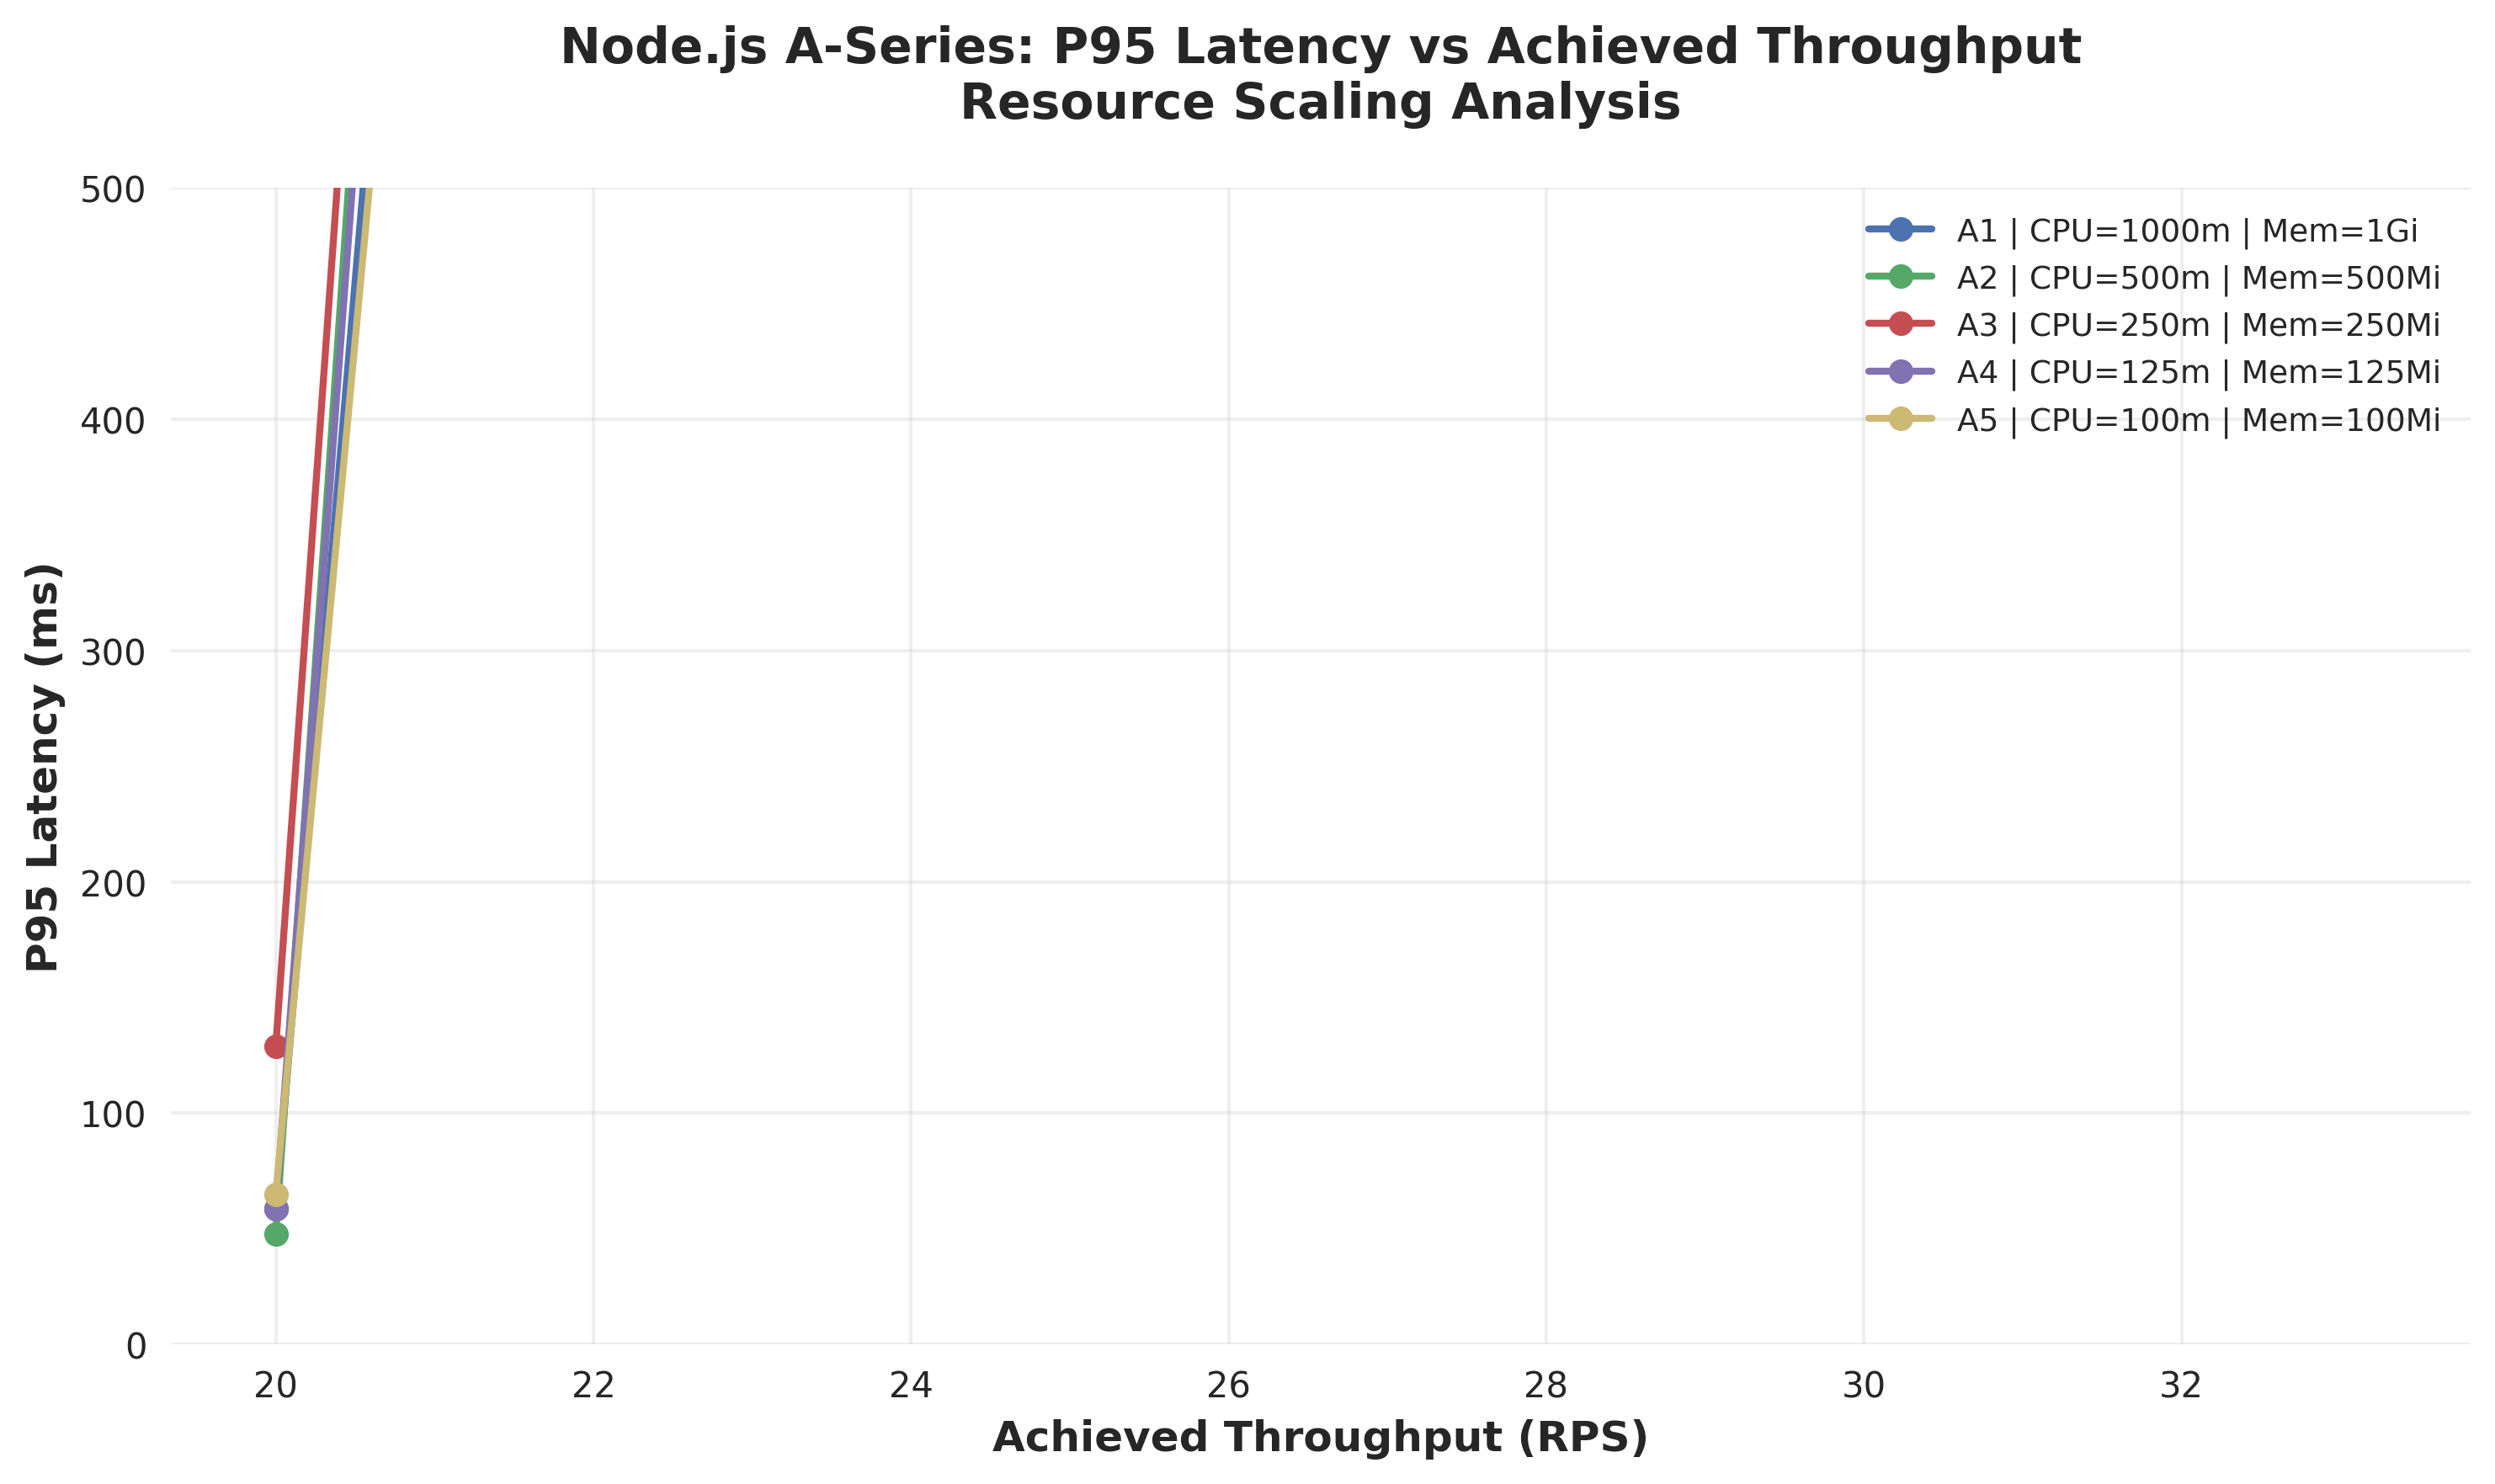 Node.js A-Series: P95 Latency vs Achieved Throughput
Resource Scaling Analysis
P95 Latency (ms)
500
400
300
200
100
0
A1 | CPU=1000m | Mem=1Gi
A2 | CPU=500m | Mem=500Mi
A3 | CPU=250m | Mem=250Mi
A4 | CPU=125m | Mem=125Mi
A5 | CPU=100m | Mem=100Mi
20 22 24 26 28 30 32
Achieved Throughput (RPS)